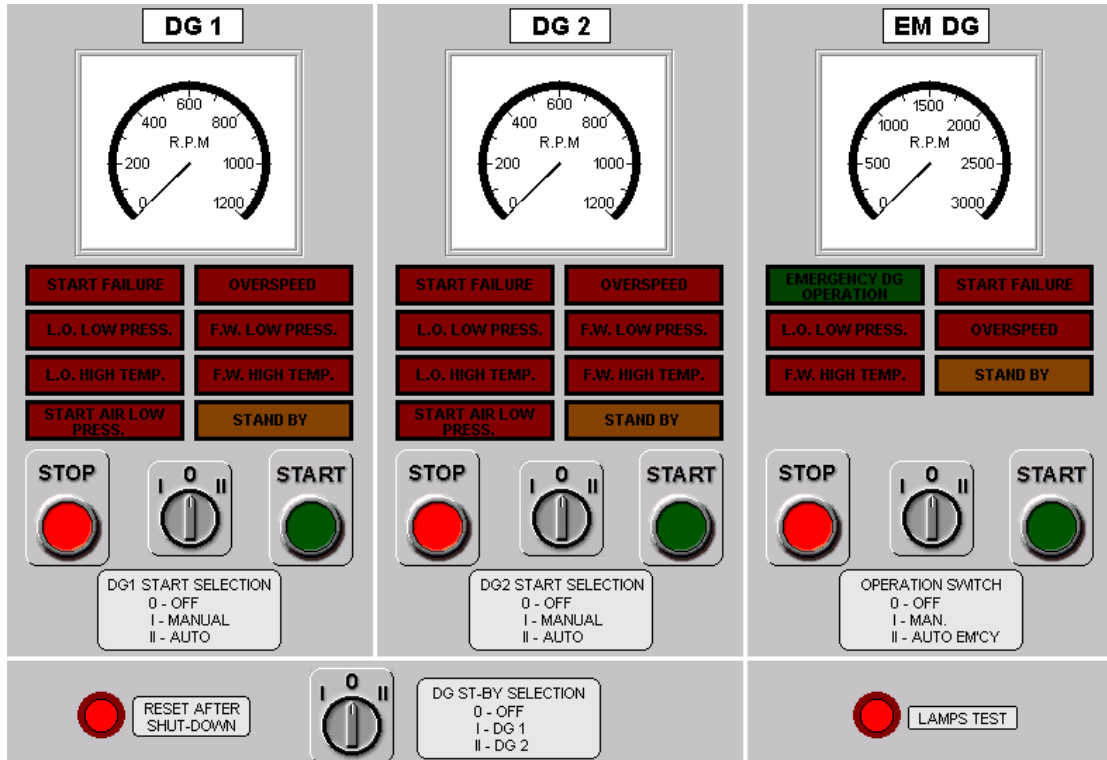 DG 1
600
400
800
R.P.M
200
1000
0
1200
START FAILURE
OVERSPEED
L.O. LOW PRESS.
F.W. LOW PRESS.
L.O. HIGH TEMP.
F.W. HIGH TEMP.
START AIR LOW
PRESS.
STAND BY
STOP
I
0
II
START
DG1 START SELECTION
0 - OFF
I - MANUAL
II - AUTO
DG 2
600
400
800
R.P.M
200
1000
0
1200
START FAILURE
OVERSPEED
L.O. LOW PRESS.
F.W. LOW PRESS.
L.O. HIGH TEMP.
F.W. HIGH TEMP.
START AIR LOW
PRESS.
STAND BY
STOP
I
0
II
START
DG2 START SELECTION
0 - OFF
I - MANUAL
II - AUTO
EM DG
1500
1000
2000
R.P.M
500
2500
0
3000
EMERGENCY DG
OPERATION
START FAILURE
L.O. LOW PRESS.
OVERSPEED
F.W. HIGH TEMP.
STAND BY
STOP
I
0
II
START
OPERATION SWITCH
0 - OFF
I - MAN.
II - AUTO EM'CY
RESET AFTER
SHUT-DOWN
I
0
II
DG ST-BY SELECTION
0 - OFF
I - DG 1
II - DG 2
LAMPS TEST